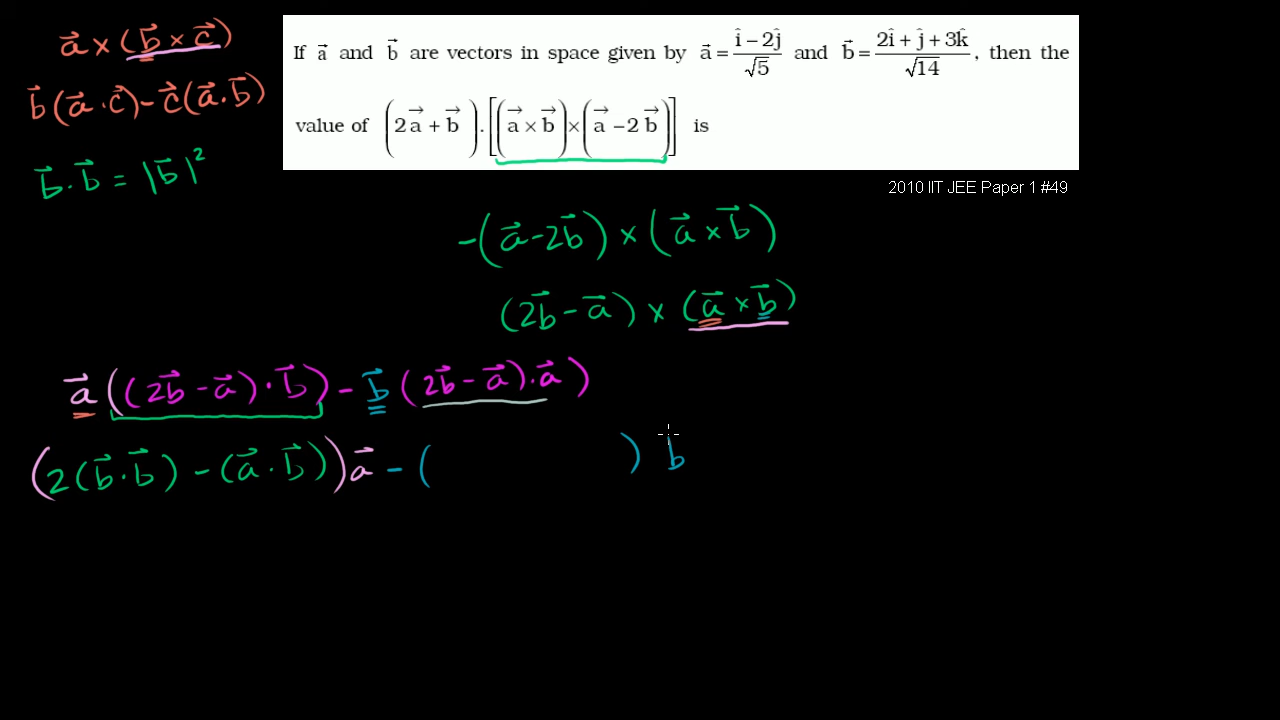 a⃗ × (b⃗ × c⃗)
b⃗(a⃗ · c⃗) - c⃗(a⃗ · b⃗)
b⃗ · b⃗ = |b⃗|²
If a⃗ and b⃗ are vectors in space given by a⃗ = (î - 2ĵ)/√5 and b⃗ = (2î + ĵ + 3k̂)/√14, then the
value of (2a⃗ + b⃗) . [(a⃗ × b⃗) × (a⃗ - 2b⃗)] is
2010 IIT JEE Paper 1 #49
-(a⃗ - 2b⃗) × (a⃗ × b⃗)
(2b⃗ - a⃗) × (a⃗ × b⃗)
a⃗((2b⃗ - a⃗) · b⃗) - b⃗(2b⃗ - a⃗) · a⃗)
(2(b⃗ · b⃗) - (a⃗ · b⃗))a⃗ - ( ) b